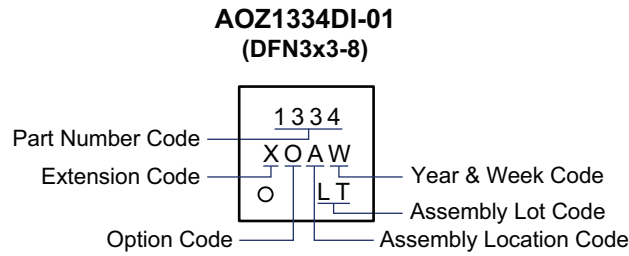 AOZ1334DI-01
(DFN3x3-8)
1334
Part Number Code
XOAW
Extension Code
Year & Week Code
LT
Assembly Lot Code
Option Code
Assembly Location Code